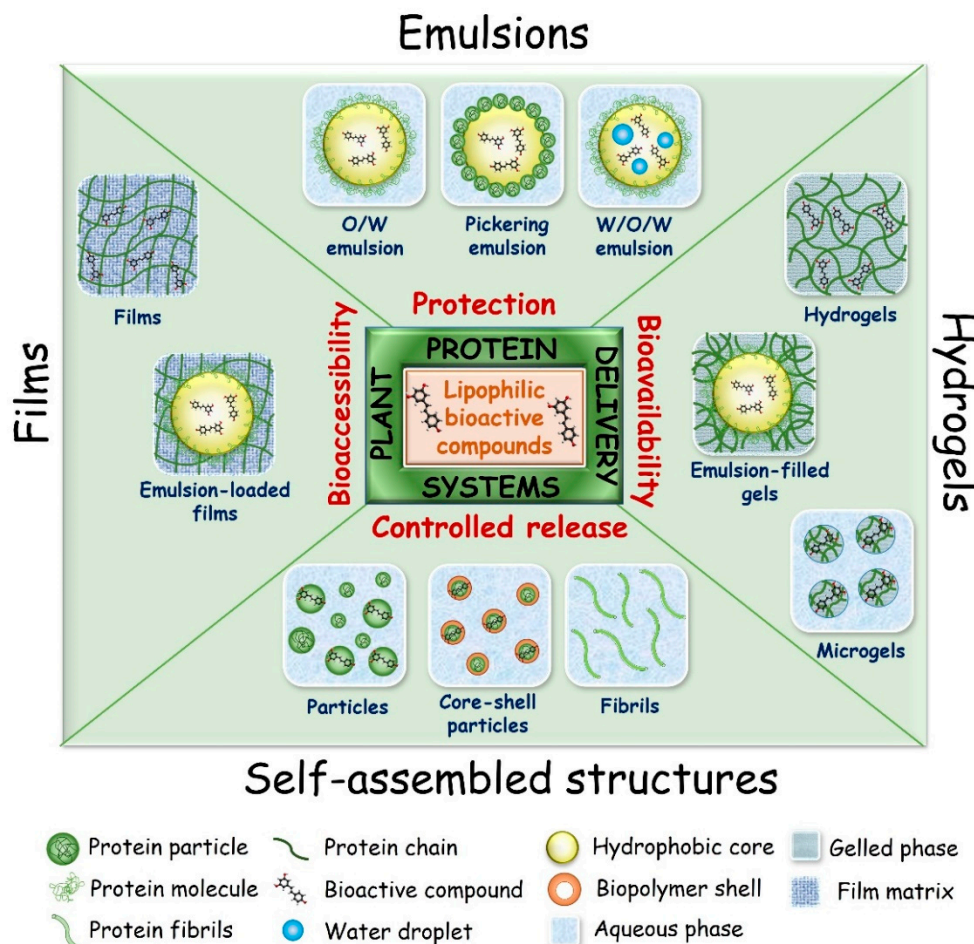 Emulsions
O/W
emulsion
Pickering
emulsion
W/O/W
emulsion
Films
Films
Emulsion-loaded
films
Hydrogels
Hydrogels
Emulsion-filled
gels
Microgels
Protection
Bioaccessibility
Bioavailability
Controlled release
PLANT
PROTEIN
DELIVERY
SYSTEMS
Lipophilic
bioactive
compounds
Particles
Core-shell
particles
Fibrils
Self-assembled structures
Protein particle
Protein chain
Hydrophobic core
Gelled phase
Protein molecule
Bioactive compound
Biopolymer shell
Film matrix
Protein fibrils
Water droplet
Aqueous phase